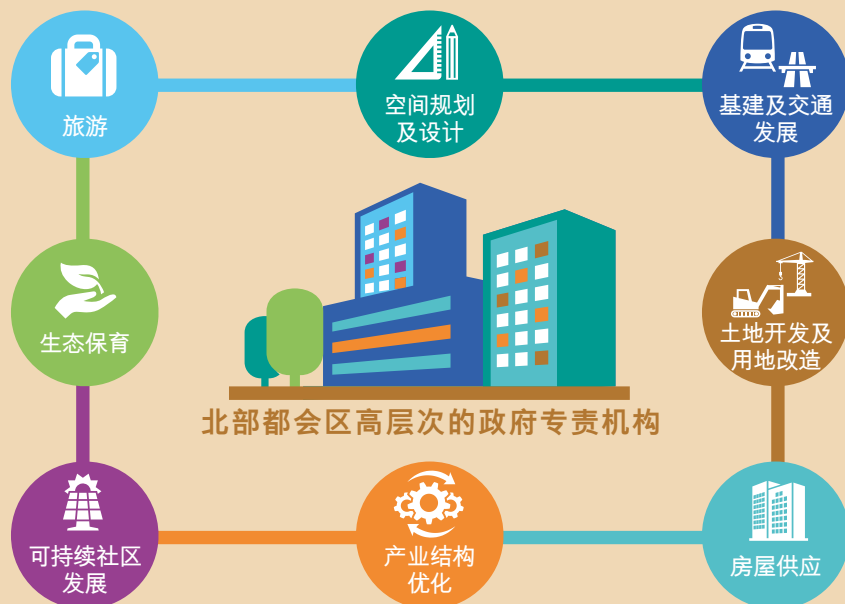 旅游
空间规划
及设计
基建及交通
发展
生态保育
土地开发及
用地改造
北部都会区高层次的政府专责机构
可持续社区
发展
产业结构
优化
房屋供应